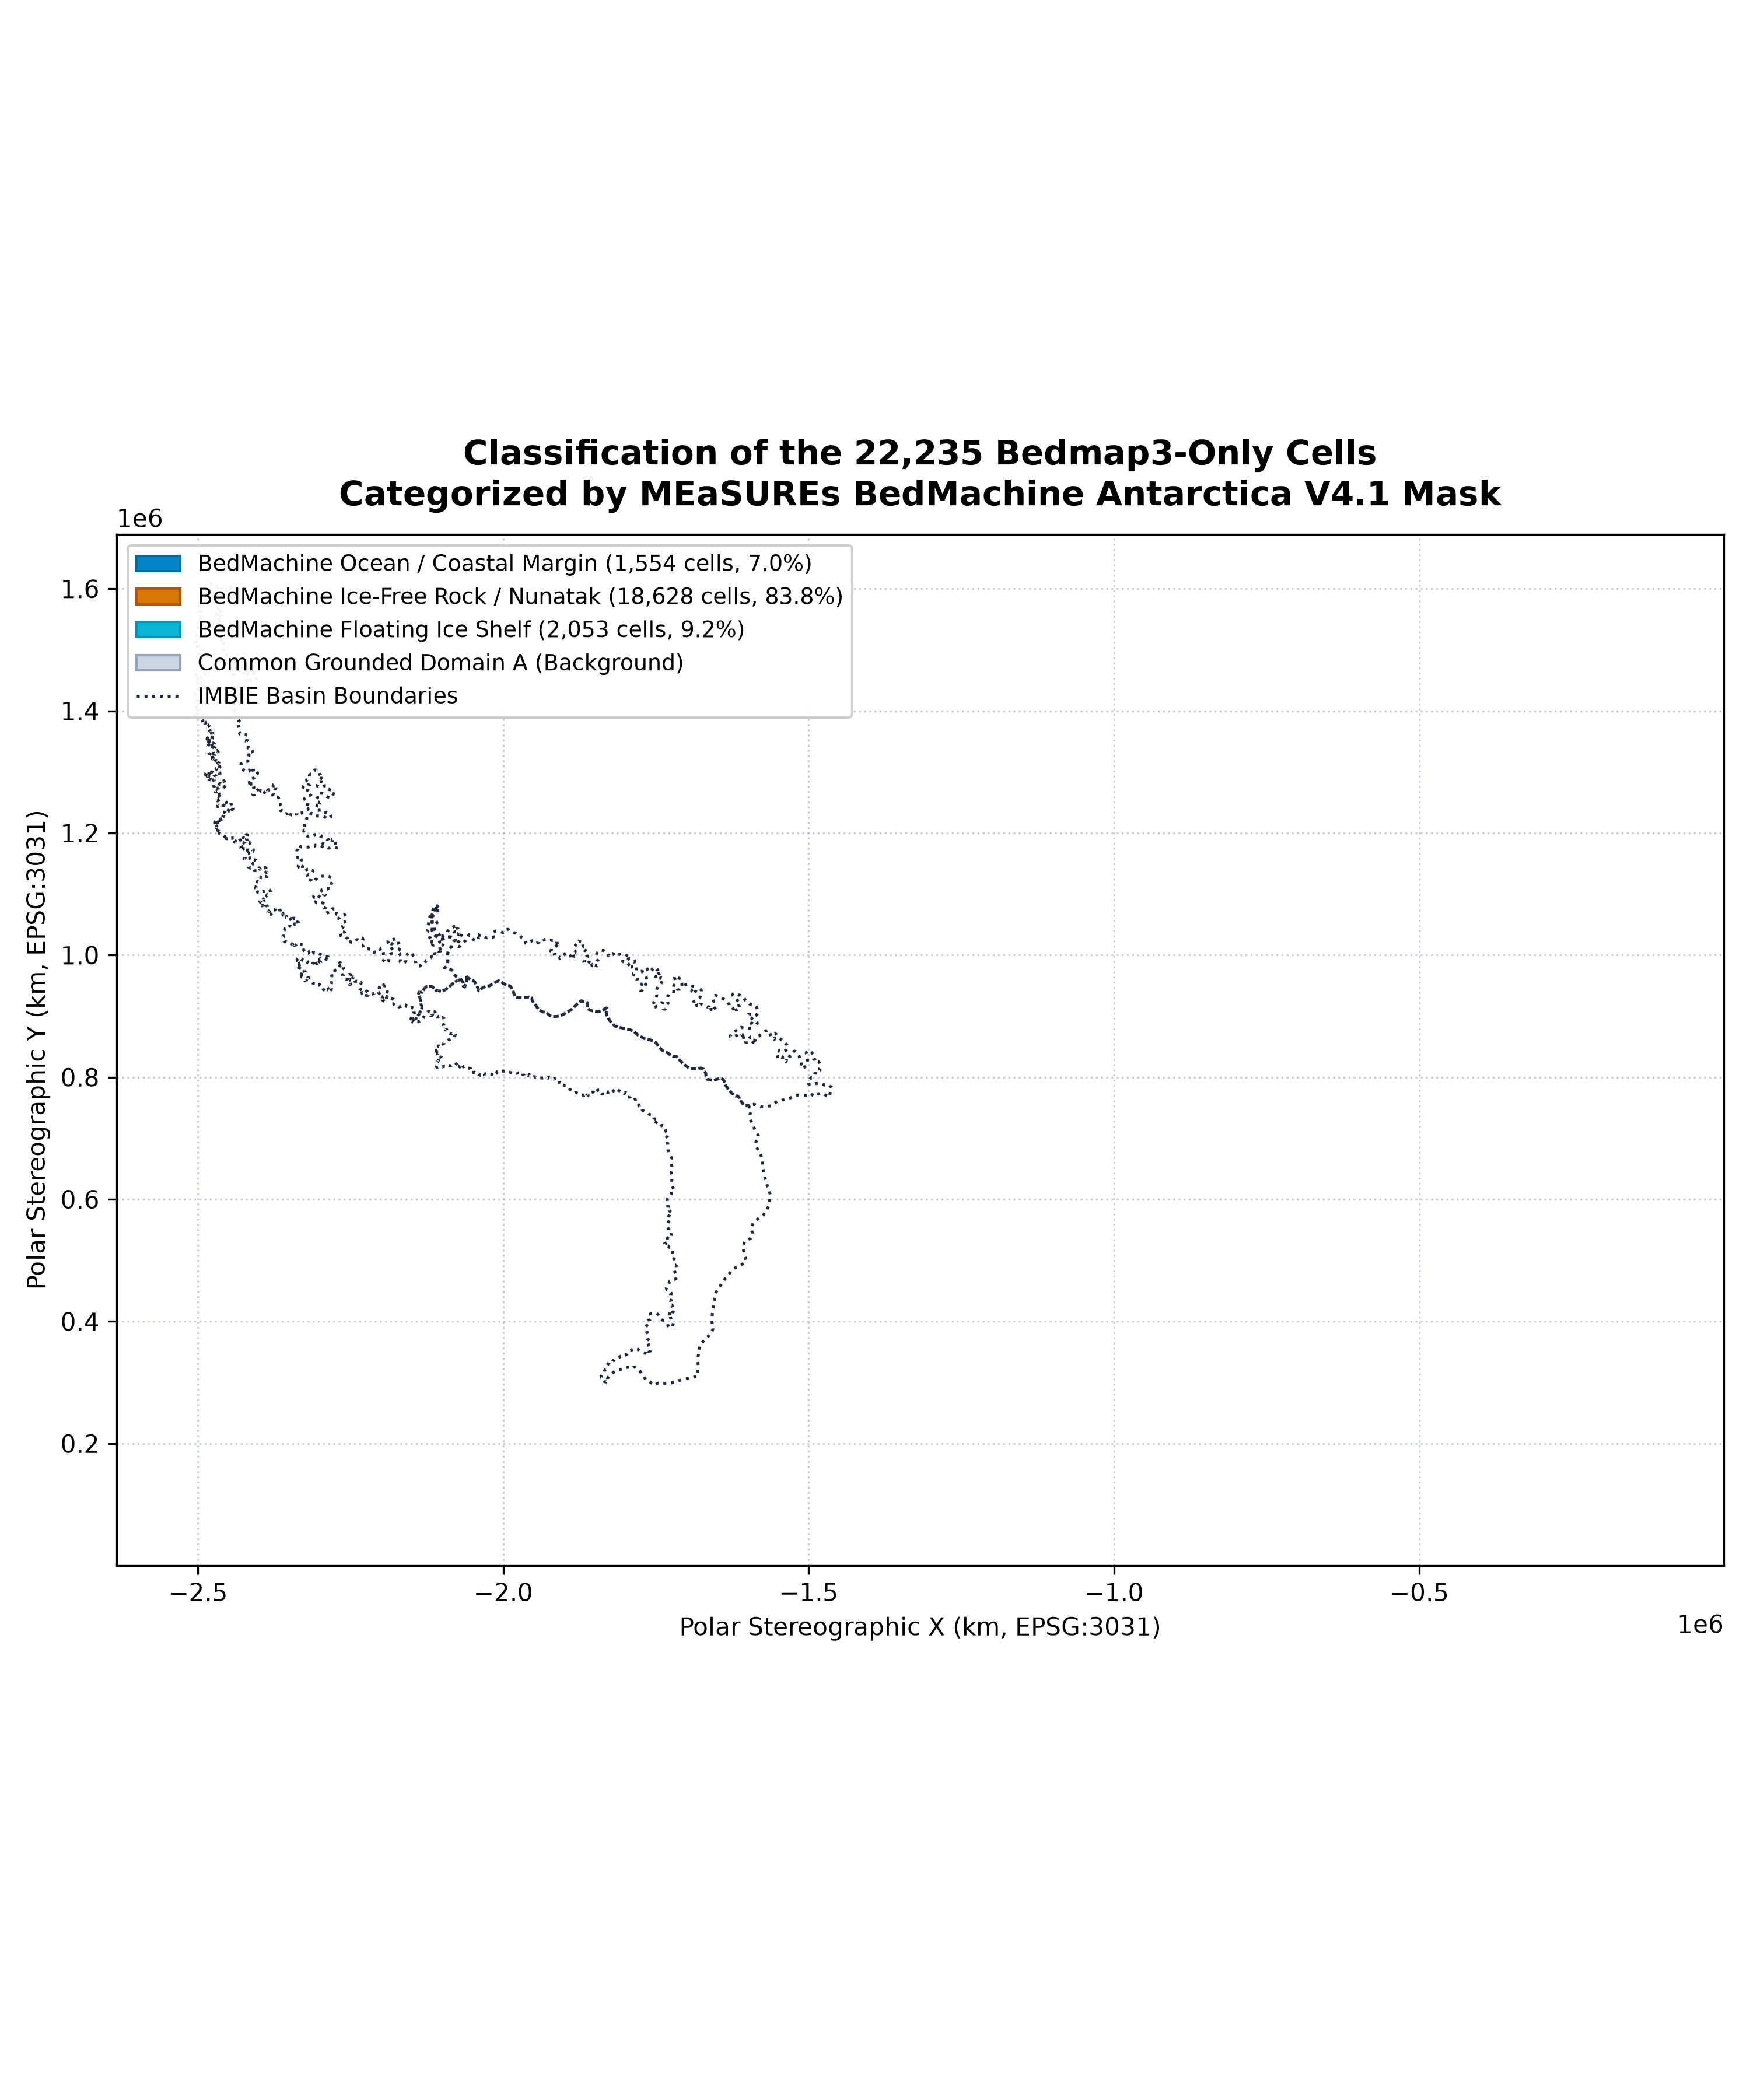 Classification of the 22,235 Bedmap3-Only Cells
Categorized by MEaSUREs BedMachine Antarctica V4.1 Mask
1e6
BedMachine Ocean / Coastal Margin (1,554 cells, 7.0%)
BedMachine Ice-Free Rock / Nunatak (18,628 cells, 83.8%)
BedMachine Floating Ice Shelf (2,053 cells, 9.2%)
Common Grounded Domain A (Background)
IMBIE Basin Boundaries
1.6
1.4
1.2
1.0
0.8
0.6
0.4
0.2
Polar Stereographic Y (km, EPSG:3031)
−2.5
−2.0
−1.5
−1.0
−0.5
Polar Stereographic X (km, EPSG:3031)
1e6